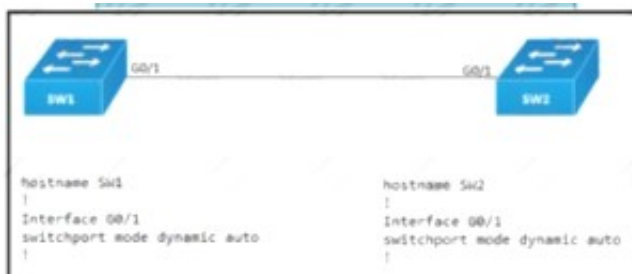 G0/1
G0/1
SW1
SW2
hostname SW1
!
Interface G0/1
switchport mode dynamic auto
!
hostname SW2
!
Interface G0/1
switchport mode dynamic auto
!